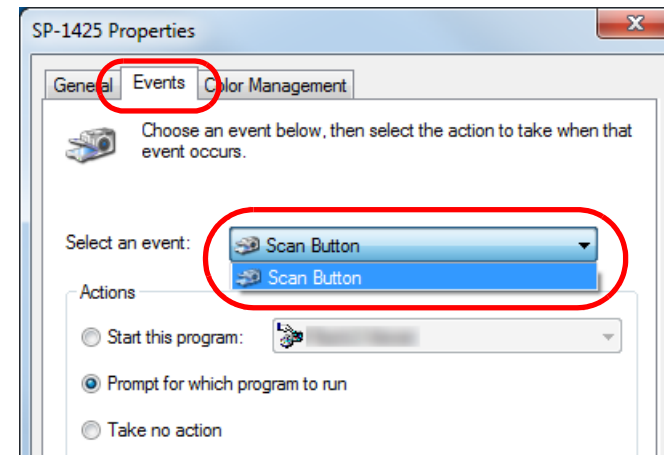 SP-1425 Properties
General Events Color Management
Choose an event below, then select the action to take when that
event occurs.
Select an event: Scan Button
Scan Button
Actions
Start this program:
Prompt for which program to run
Take no action